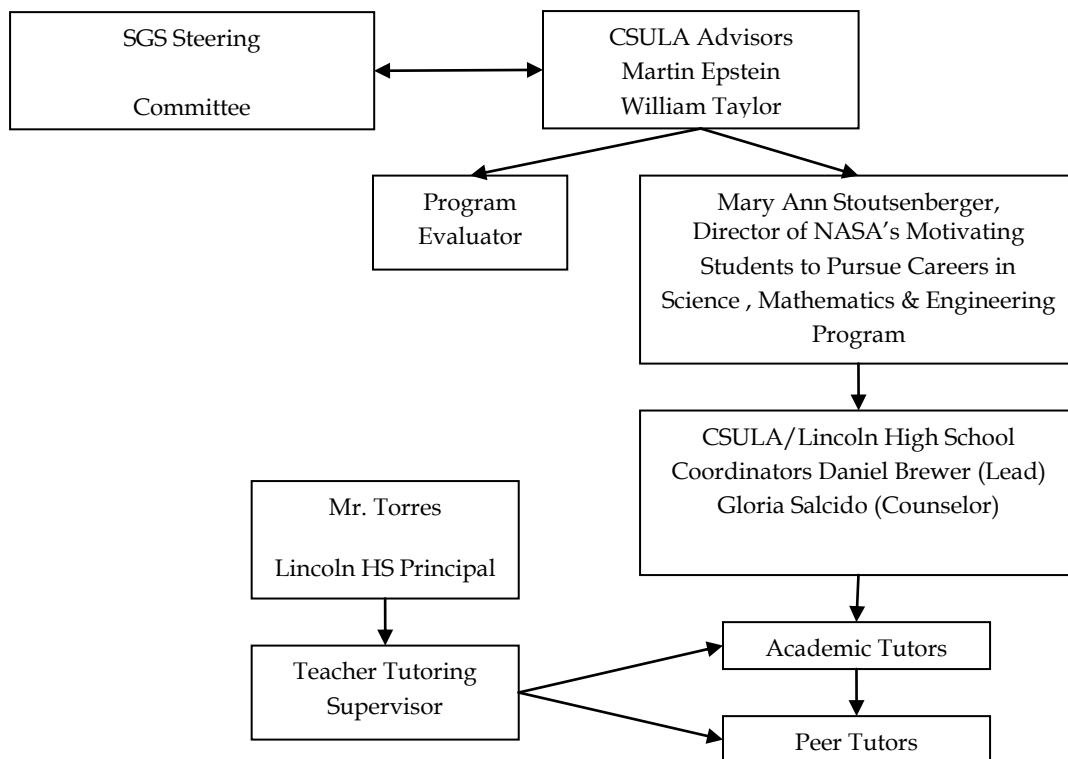 SGS Steering
Committee
CSULA Advisors
Martin Epstein
William Taylor
Program
Evaluator
Mary Ann Stoutsenberger,
Director of NASA’s Motivating
Students to Pursue Careers in
Science , Mathematics & Engineering
Program
CSULA/Lincoln High School
Coordinators Daniel Brewer (Lead)
Gloria Salcido (Counselor)
Mr. Torres
Lincoln HS Principal
Teacher Tutoring
Supervisor
Academic Tutors
Peer Tutors